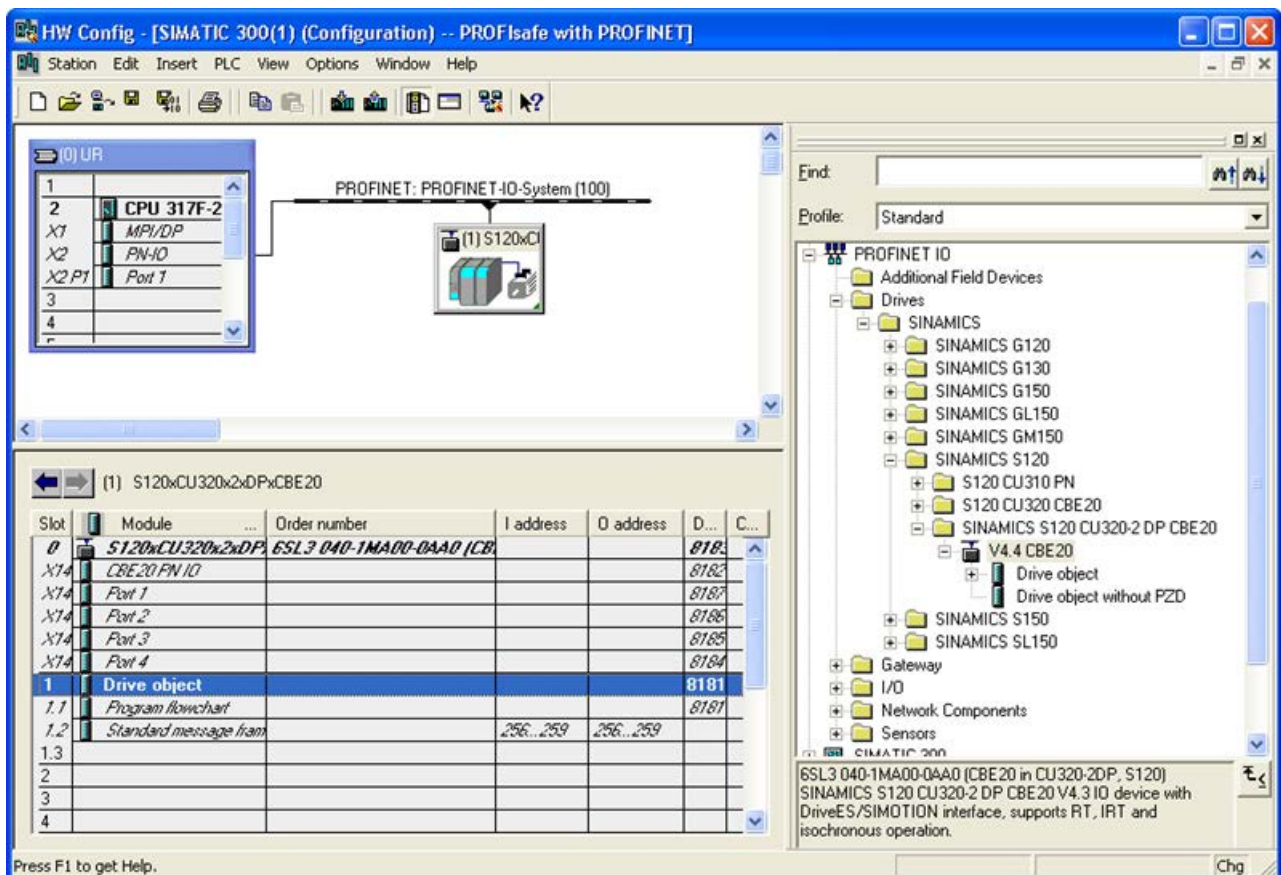 HW Config - [SIMATIC 300(1) (Configuration) -- PROFIsafe with PROFINET]
Station Edit Insert PLC View Options Window Help
(0) UR
1
2 CPU 317F-2
X1 MPI/DP
X2 PN-IO
X2 P1 Port 1
3
4
PROFINET: PROFINET-IO-System (100)
(1) S120xCU
(1) S120xCU320x2xDPxCBE20
Slot Module ... Order number I address O address D... C...
0 S120xCU320x2xDP 6SL3 040-1MA00-0AA0 (CB 8183
X14 CBE20 PN IO 8182
X14 Port 1 8187
X14 Port 2 8186
X14 Port 3 8185
X14 Port 4 8184
1 Drive object 8181
1.1 Program flowchart 8181
1.2 Standard message fram 256...259 256...259
1.3
2
3
4
Find:
Profile: Standard
PROFINET IO
Additional Field Devices
Drives
SINAMICS
SINAMICS G120
SINAMICS G130
SINAMICS G150
SINAMICS GL150
SINAMICS GM150
SINAMICS S120
S120 CU310 PN
S120 CU320 CBE20
SINAMICS S120 CU320-2 DP CBE20
V4.4 CBE20
Drive object
Drive object without PZD
SINAMICS S150
SINAMICS SL150
Gateway
I/O
Network Components
Sensors
SIMATIC 300
6SL3 040-1MA00-0AA0 (CBE20 in CU320-2DP, S120)
SINAMICS S120 CU320-2 DP CBE20 V4.3 IO device with
DriveES/SIMOTION interface, supports RT, IRT and
isochronous operation.
Press F1 to get Help.
Chg